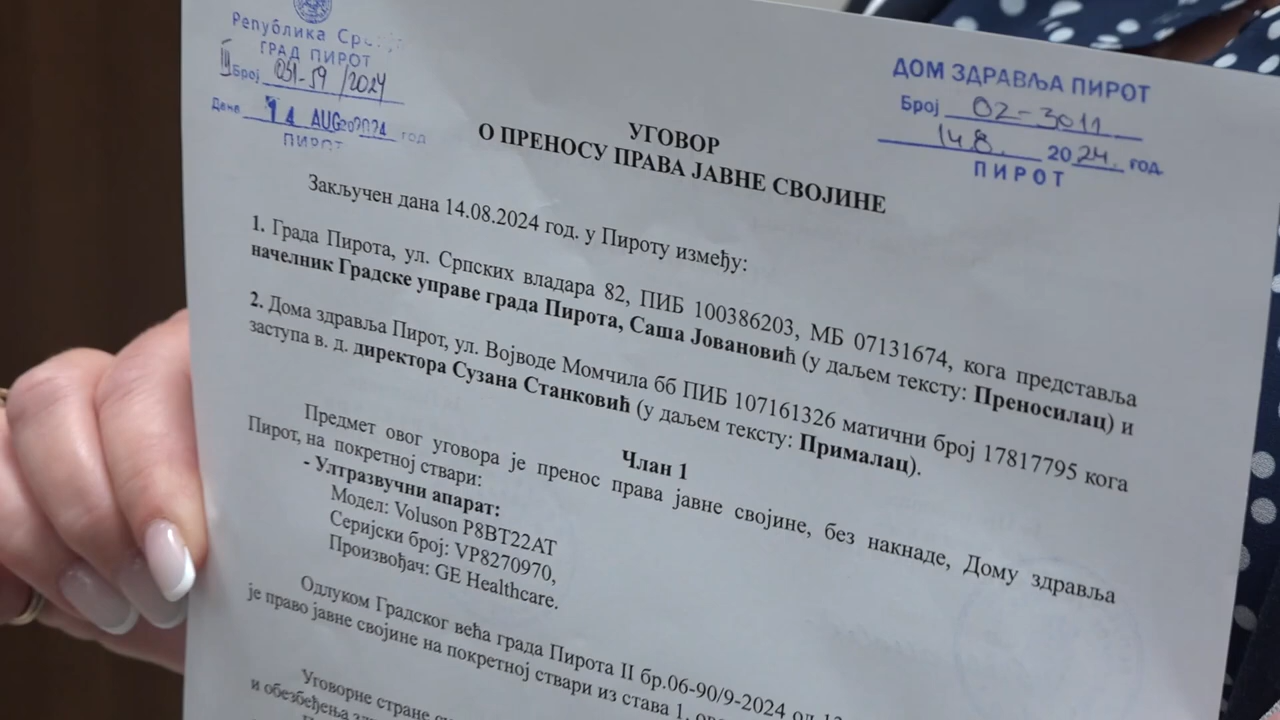 Република Србија
ГРАД ПИРОТ
III Број 031-59/2024
Дана 14 AUG 2024 год
ПИРОТ
ДОМ ЗДРАВЉА ПИРОТ
Број 02-3011
14.8. 2024. год.
ПИРОТ
УГОВОР
О ПРЕНОСУ ПРАВА ЈАВНЕ СВОЈИНЕ
Закључен дана 14.08.2024 год. у Пироту између:
1. Града Пирота, ул. Српских владара 82, ПИБ 100386203, МБ 07131674, кога представља
начелник Градске управе града Пирота, Саша Јовановић (у даљем тексту: Преносилац) и
2. Дома здравља Пирот, ул. Војводе Момчила бб ПИБ 107161326 матични број 17817795 кога
заступа в. д. директора Сузана Станковић (у даљем тексту: Прималац).
Члан 1
Предмет овог уговора је пренос права јавне својине, без накнаде, Дому здравља
Пирот, на покретној ствари:
- Ултразвучни апарат:
Модел: Voluson P8BT22AT
Серијски број: VP8270970,
Произвођач: GE Healthcare.
Одлуком Градског већа града Пирота II бр.06-90/9-2024 од
је право јавне својине на покретној ствари из става 1.
Уговорне стране
и обезбеђења